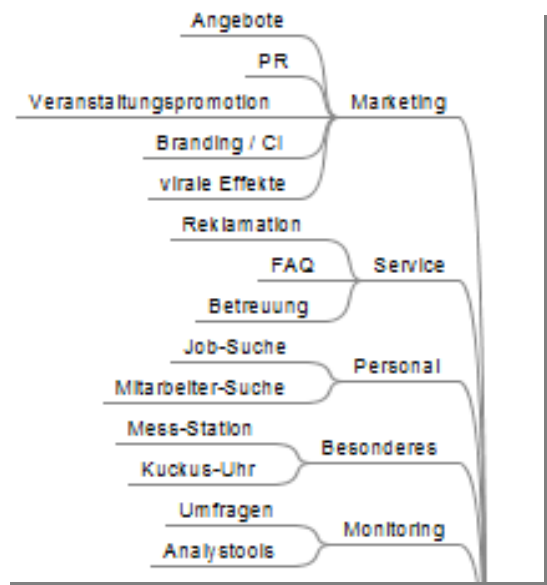 Angebote
PR
Veranstaltungspromotion
Marketing
Branding / CI
virale Effekte
Reklamation
FAQ
Service
Betreuung
Job-Suche
Personal
Mitarbeiter-Suche
Mess-Station
Besonderes
Kuckus-Uhr
Umfragen
Monitoring
Analystools